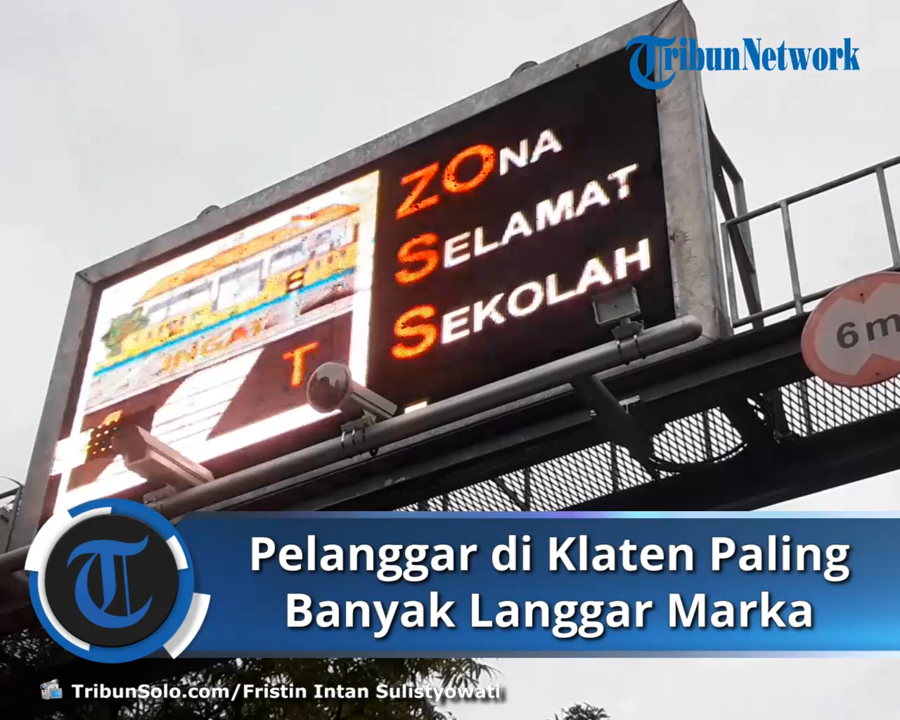 TribunNetwork
ZONA
SELAMAT
SEKOLAH
INGAT
T
6 m
Pelanggar di Klaten Paling
Banyak Langgar Marka
TribunSolo.com/Fristin Intan Sulistyowati